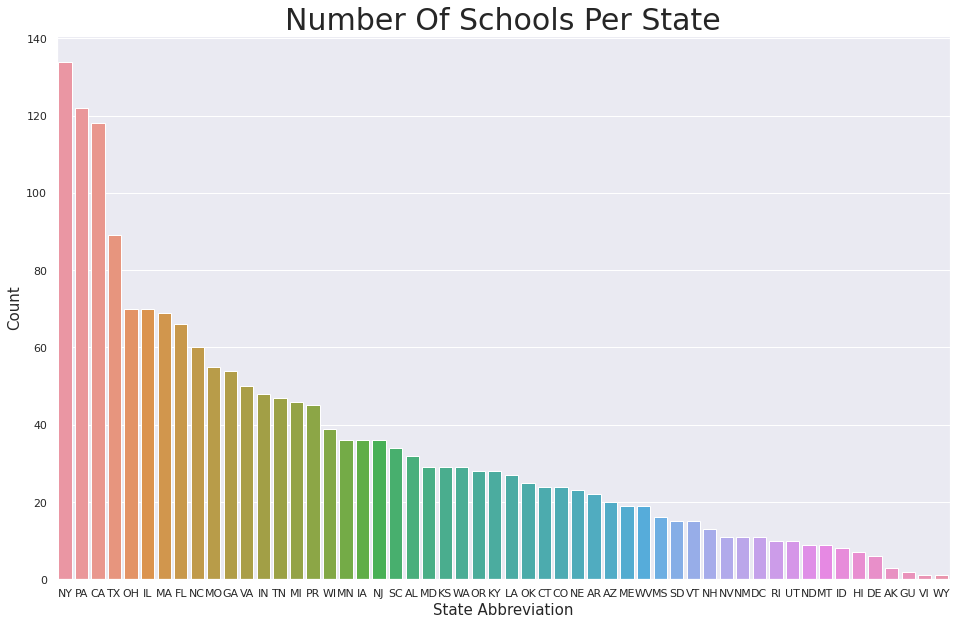 Number Of Schools Per State
140
120
100
80
60
40
20
0
Count
NY PA CA TX OH IL MA FL NC MO GA VA IN TN MI PR WI MN IA NJ SC AL MD KS WA OR KY LA OK CT CO NE AR AZ ME WV MS SD VT NH NV NM DC RI UT ND MT ID HI DE AK GU VI WY
State Abbreviation